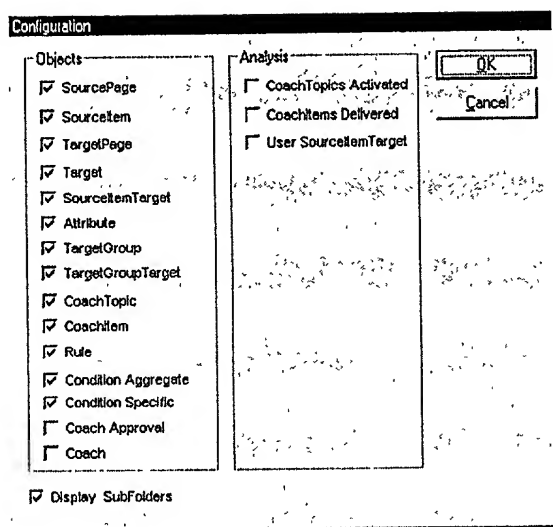 Configuration
Objects
SourcePage
SourceItem
TargetPage
Target
SourceItemTarget
Attribute
TargetGroup
TargetGroupTarget
CoachTopic
CoachItem
Rule
Condition Aggregate
Condition Specific
Coach Approval
Coach
Display SubFolders
Analysis
CoachTopics Activated
CoachItems Delivered
User SourceItemTarget
OK
Cancel